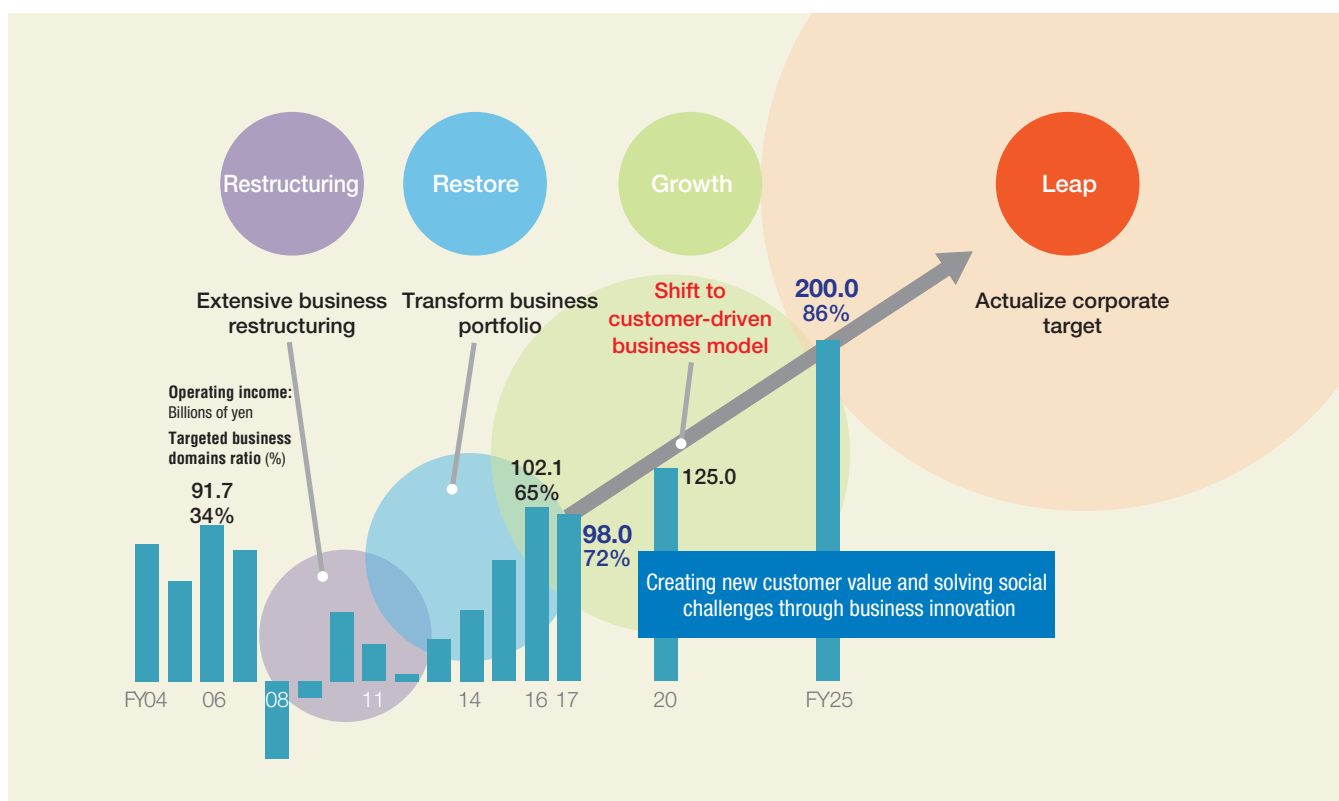 Restructuring
Restore
Growth
Leap
Extensive business
restructuring
Transform business
portfolio
Shift to
customer-driven
business model
200.0
86%
Actualize corporate
target
Operating income:
Billions of yen
Targeted business
domains ratio (%)
91.7
34%
102.1
65%
98.0
72%
125.0
Creating new customer value and solving social
challenges through business innovation
FY04
06
08
11
14
16
17
20
FY25